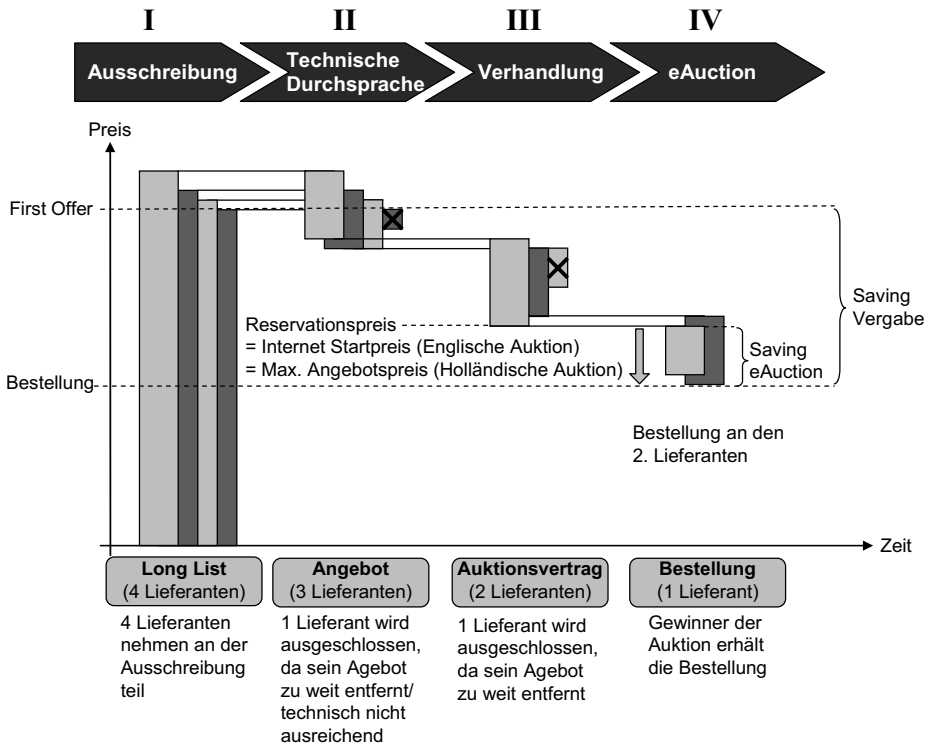 I
II
III
IV
Ausschreibung
Technische
Durchsprache
Verhandlung
eAuction
Preis
First Offer
Reservationspreis
= Internet Startpreis (Englische Auktion)
= Max. Angebotspreis (Holländische Auktion)
Saving
Vergabe
Saving
eAuction
Bestellung
Bestellung an den
2. Lieferanten
Zeit
Long List
(4 Lieferanten)
Angebot
(3 Lieferanten)
Auktionsvertrag
(2 Lieferanten)
Bestellung
(1 Lieferant)
4 Lieferanten
nehmen an der
Ausschreibung
teil
1 Lieferant wird
ausgeschlossen,
da sein Agebot
zu weit entfernt/
technisch nicht
ausreichend
1 Lieferant wird
ausgeschlossen,
da sein Agebot
zu weit entfernt
Gewinner der
Auktion erhält
die Bestellung